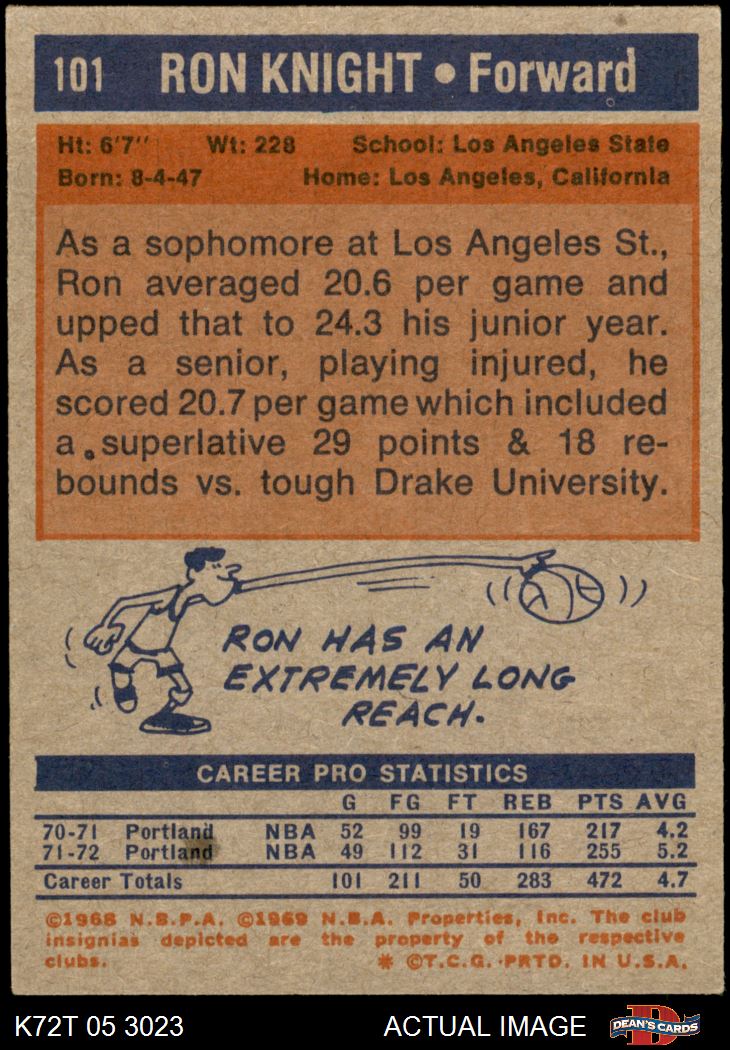 101 RON KNIGHT • Forward
Ht: 6'7" Wt: 228 School: Los Angeles State
Born: 8-4-47 Home: Los Angeles, California
As a sophomore at Los Angeles St.,
Ron averaged 20.6 per game and
upped that to 24.3 his junior year.
As a senior, playing injured, he
scored 20.7 per game which included
a superlative 29 points & 18 re-
bounds vs. tough Drake University.
RON HAS AN
EXTREMELY LONG
REACH.
CAREER PRO STATISTICS
G FG FT REB PTS AVG
70-71 Portland NBA 52 99 19 167 217 4.2
71-72 Portland NBA 49 112 31 116 255 5.2
Career Totals 101 211 50 283 472 4.7
©1968 N.B.P.A. ©1969 N.B.A. Properties, Inc. The club
insignias depicted are the property of the respective
clubs. * ©T.C.G. PRTD. IN U.S.A.
K72T 05 3023 ACTUAL IMAGE D DEAN'S CARDS